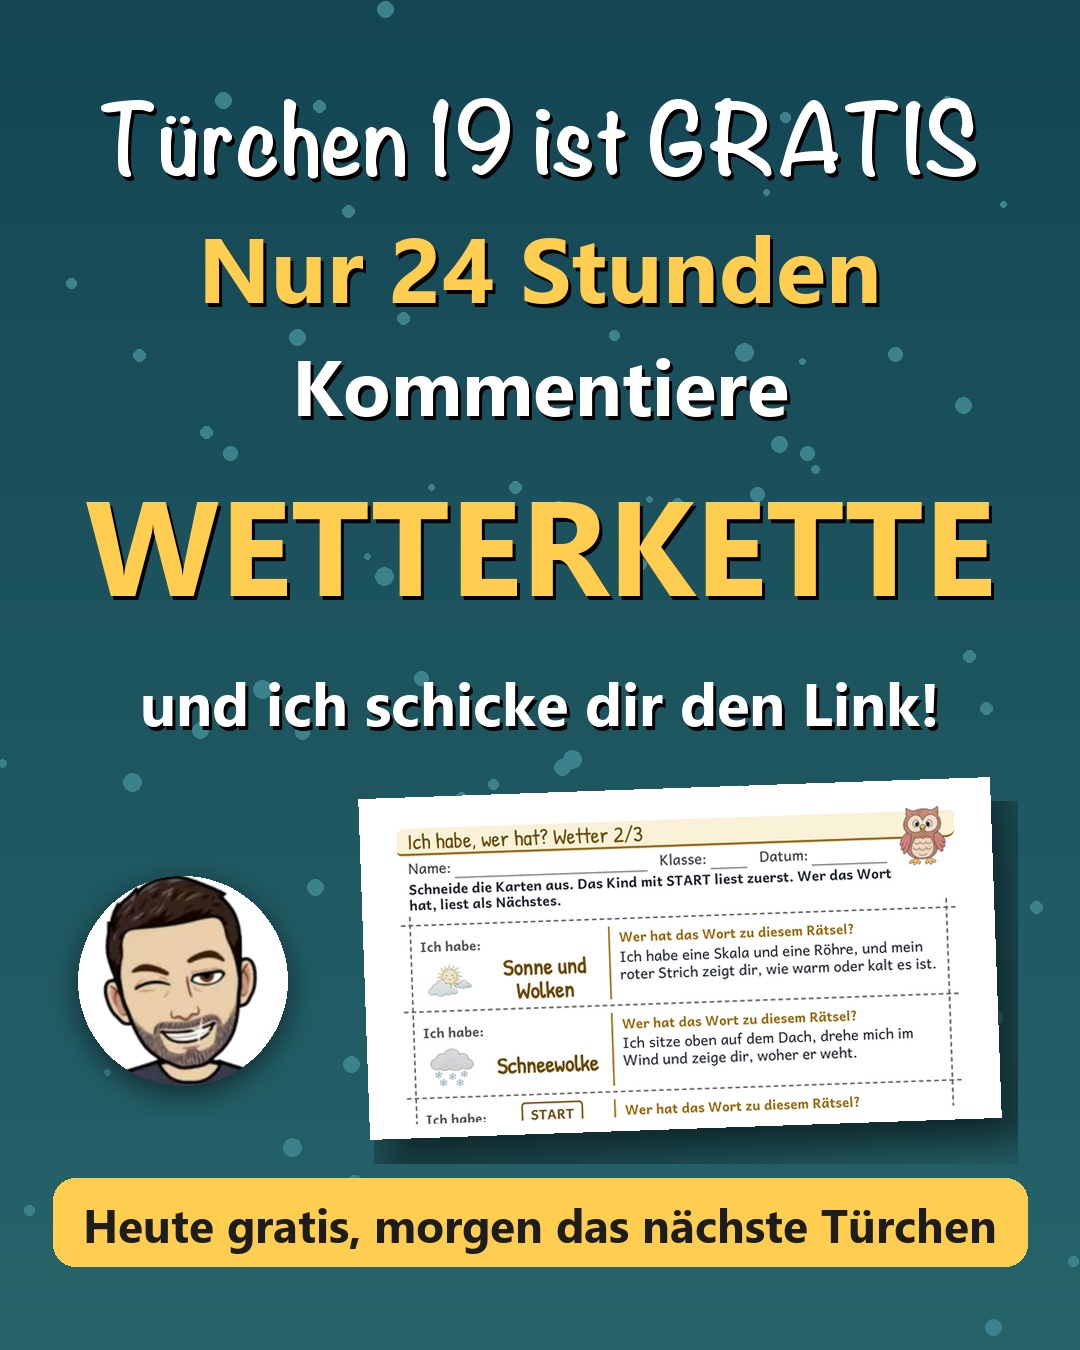 Türchen 19 ist GRATIS
Nur 24 Stunden
Kommentiere
WETTERKETTE
und ich schicke dir den Link!
Ich habe, wer hat? Wetter 2/3
Name: Klasse: Datum:
Schneide die Karten aus. Das Kind mit START liest zuerst. Wer das Wort
hat, liest als Nächstes.
Ich habe:
Sonne und
Wolken
Wer hat das Wort zu diesem Rätsel?
Ich habe eine Skala und eine Röhre, und mein
roter Strich zeigt dir, wie warm oder kalt es ist.
Ich habe:
Schneewolke
Wer hat das Wort zu diesem Rätsel?
Ich sitze oben auf dem Dach, drehe mich im
Wind und zeige dir, woher er weht.
Ich habe:
START
Wer hat das Wort zu diesem Rätsel?
Heute gratis, morgen das nächste Türchen